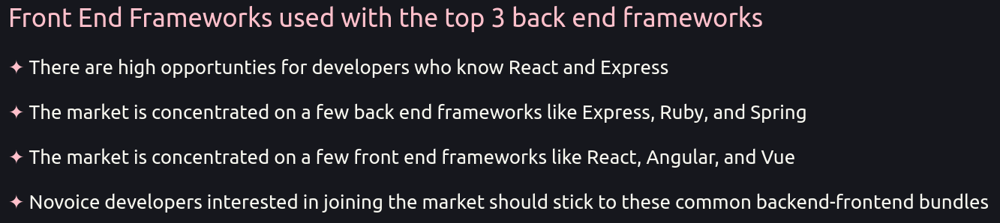 Front End Frameworks used with the top 3 back end frameworks
✦ There are high opportunties for developers who know React and Express
✦ The market is concentrated on a few back end frameworks like Express, Ruby, and Spring
✦ The market is concentrated on a few front end frameworks like React, Angular, and Vue
✦ Novoice developers interested in joining the market should stick to these common backend-frontend bundles